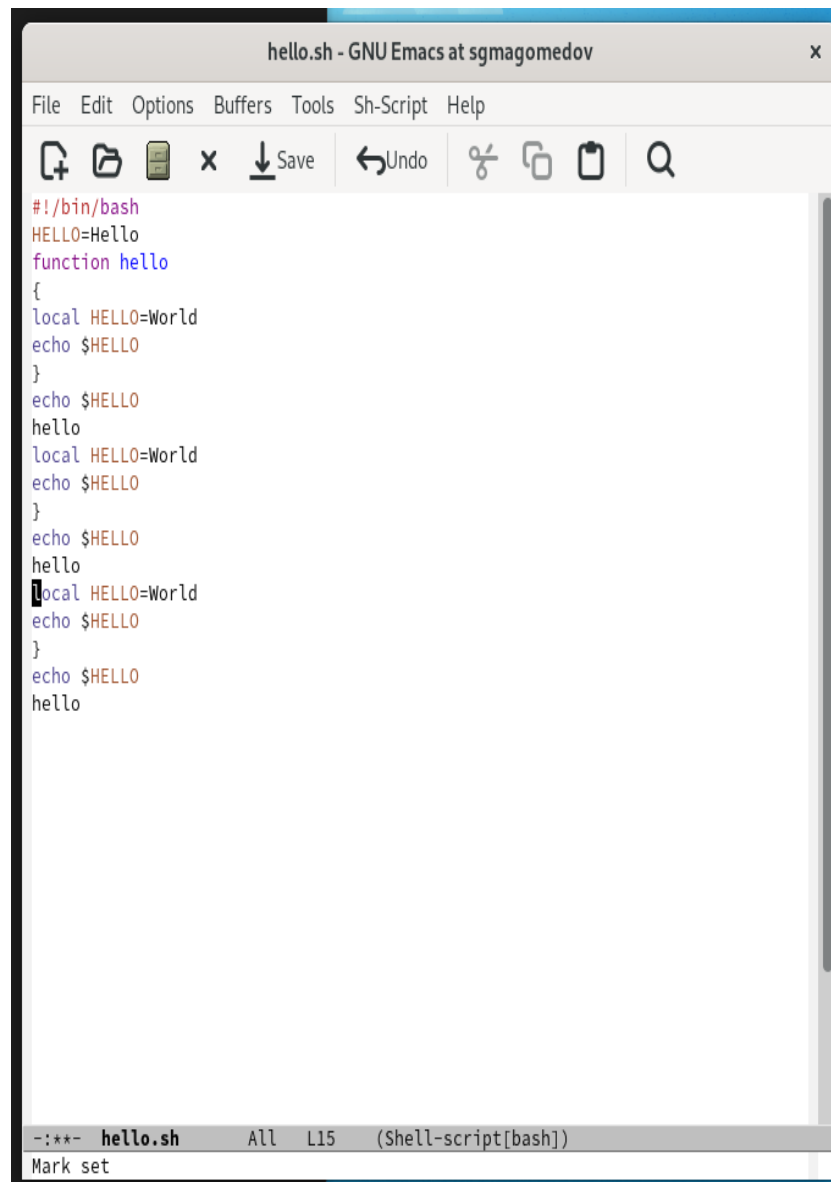 hello.sh - GNU Emacs at sgmagomedov
File Edit Options Buffers Tools Sh-Script Help
Save Undo
#!/bin/bash
HELLO=Hello
function hello
{
local HELLO=World
echo $HELLO
}
echo $HELLO
hello
local HELLO=World
echo $HELLO
}
echo $HELLO
hello
local HELLO=World
echo $HELLO
}
echo $HELLO
hello
-:**- hello.sh All L15 (Shell-script[bash])
Mark set